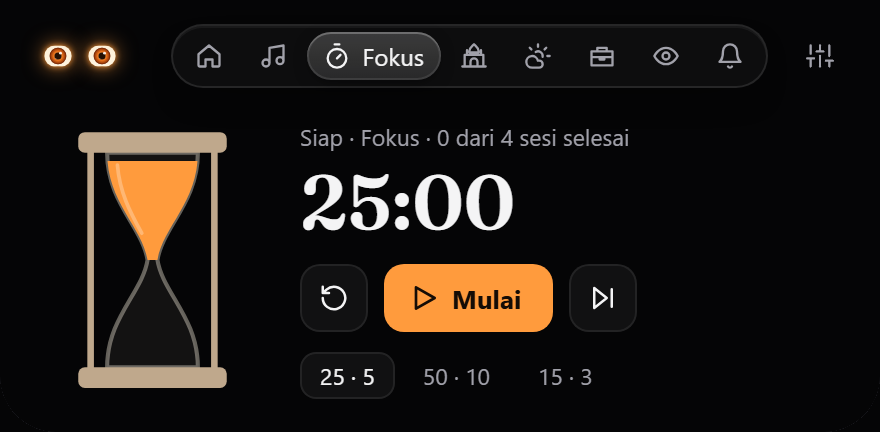 Fokus
Siap · Fokus · 0 dari 4 sesi selesai
25:00
Mulai
25 · 5
50 · 10
15 · 3